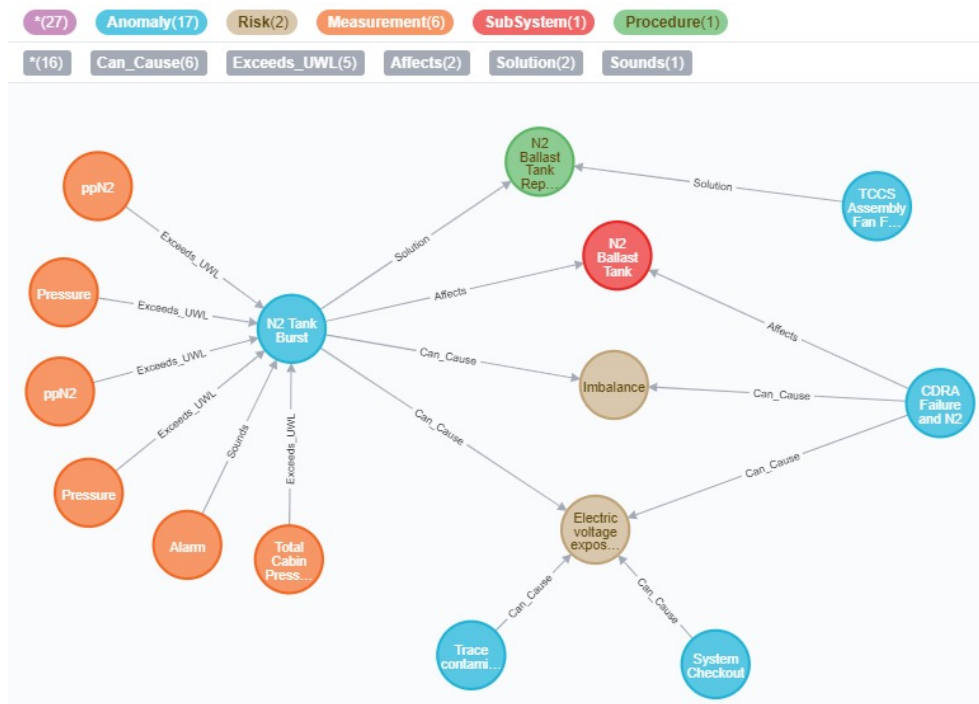 *(27) Anomaly(17) Risk(2) Measurement(6) SubSystem(1) Procedure(1)
*(16) Can_Cause(6) Exceeds_UWL(5) Affects(2) Solution(2) Sounds(1)
N2
Ballast
Tank
Rep...
ppN2
Solution
TCCS
Assembly
Fan F...
Exceeds_UWL
Solution
N2
Ballast
Tank
Pressure
Exceeds_UWL
Affects
N2 Tank
Burst
Affects
Exceeds_UWL
Can_Cause
ppN2
Imbalance
Can_Cause
CDRA
Failure
and N2
Exceeds_UWL
Sounds
Exceeds_UWL
Can_Cause
Can_Cause
Pressure
Electric
voltage
expos...
Alarm
Total
Cabin
Press...
Can_Cause
Can_Cause
Trace
contami...
System
Checkout